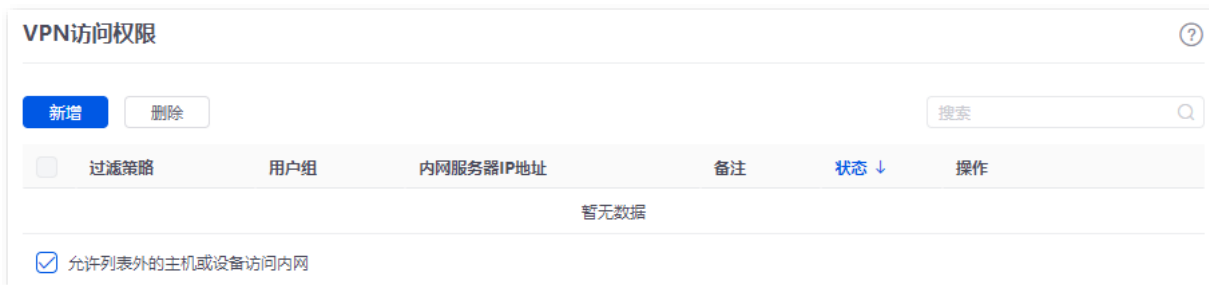 VPN访问权限
新增 删除 搜索
过滤策略 用户组 内网服务器IP地址 备注 状态 ↓ 操作
暂无数据
允许列表外的主机或设备访问内网